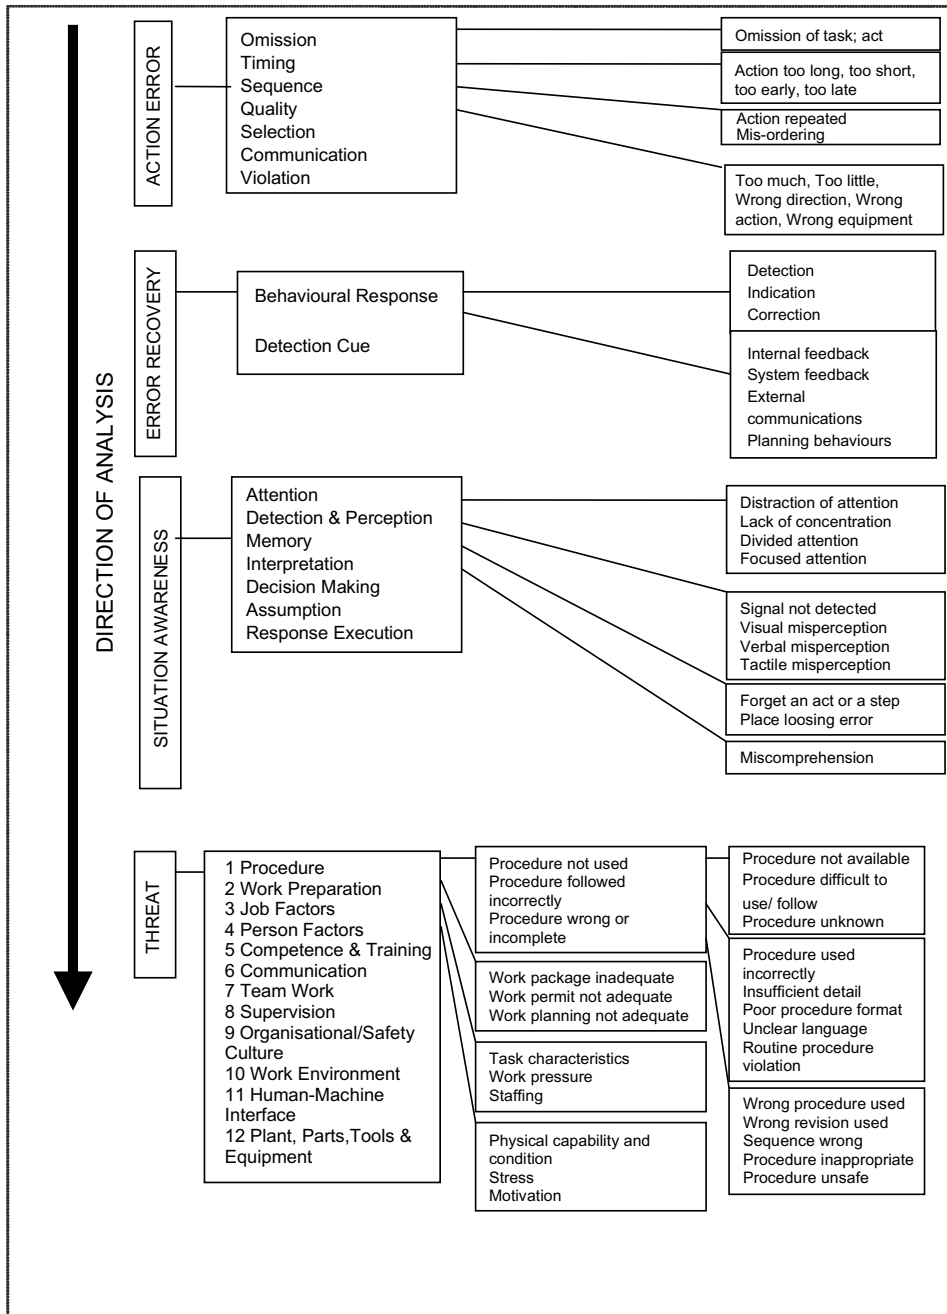 DIRECTION OF ANALYSIS
ACTION ERROR
Omission
Timing
Sequence
Quality
Selection
Communication
Violation
Omission of task; act
Action too long, too short,
too early, too late
Action repeated
Mis-ordering
Too much, Too little,
Wrong direction, Wrong
action, Wrong equipment
ERROR RECOVERY
Behavioural Response
Detection Cue
Detection
Indication
Correction
Internal feedback
System feedback
External
communications
Planning behaviours
SITUATION AWARENESS
Attention
Detection & Perception
Memory
Interpretation
Decision Making
Assumption
Response Execution
Distraction of attention
Lack of concentration
Divided attention
Focused attention
Signal not detected
Visual misperception
Verbal misperception
Tactile misperception
Forget an act or a step
Place loosing error
Miscomprehension
THREAT
1 Procedure
2 Work Preparation
3 Job Factors
4 Person Factors
5 Competence & Training
6 Communication
7 Team Work
8 Supervision
9 Organisational/Safety
Culture
10 Work Environment
11 Human-Machine
Interface
12 Plant, Parts,Tools &
Equipment
Procedure not used
Procedure followed
incorrectly
Procedure wrong or
incomplete
Work package inadequate
Work permit not adequate
Work planning not adequate
Task characteristics
Work pressure
Staffing
Physical capability and
condition
Stress
Motivation
Procedure not available
Procedure difficult to
use/ follow
Procedure unknown
Procedure used
incorrectly
Insufficient detail
Poor procedure format
Unclear language
Routine procedure
violation
Wrong procedure used
Wrong revision used
Sequence wrong
Procedure inappropriate
Procedure unsafe